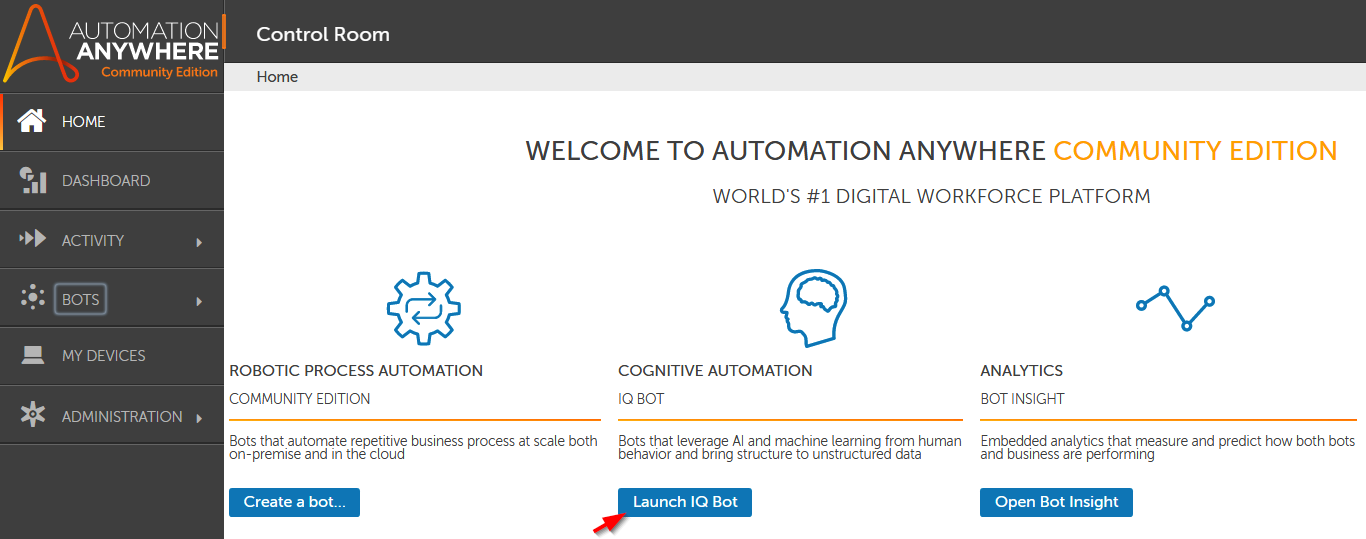 AUTOMATION
ANYWHERE
Community Edition
Control Room
Home
HOME
DASHBOARD
ACTIVITY
BOTS
MY DEVICES
ADMINISTRATION
WELCOME TO AUTOMATION ANYWHERE COMMUNITY EDITION
WORLD'S #1 DIGITAL WORKFORCE PLATFORM
ROBOTIC PROCESS AUTOMATION
COMMUNITY EDITION
Bots that automate repetitive business process at scale both
on-premise and in the cloud
Create a bot...
COGNITIVE AUTOMATION
IQ BOT
Bots that leverage AI and machine learning from human
behavior and bring structure to unstructured data
Launch IQ Bot
ANALYTICS
BOT INSIGHT
Embedded analytics that measure and predict how both bots
and business are performing
Open Bot Insight